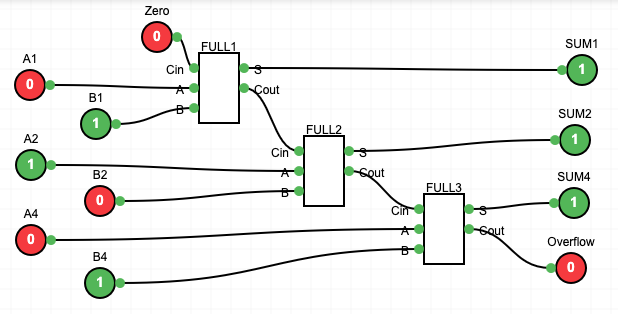 Zero
0
FULL1
SUM1
A1
Cin
S
1
0
A
Cout
B1
B
1
SUM2
A2
FULL2
1
1
Cin
S
B2
A
Cout
SUM4
0
B
FULL3
1
A4
Cin
S
0
A
Cout
Overflow
B4
B
0
1